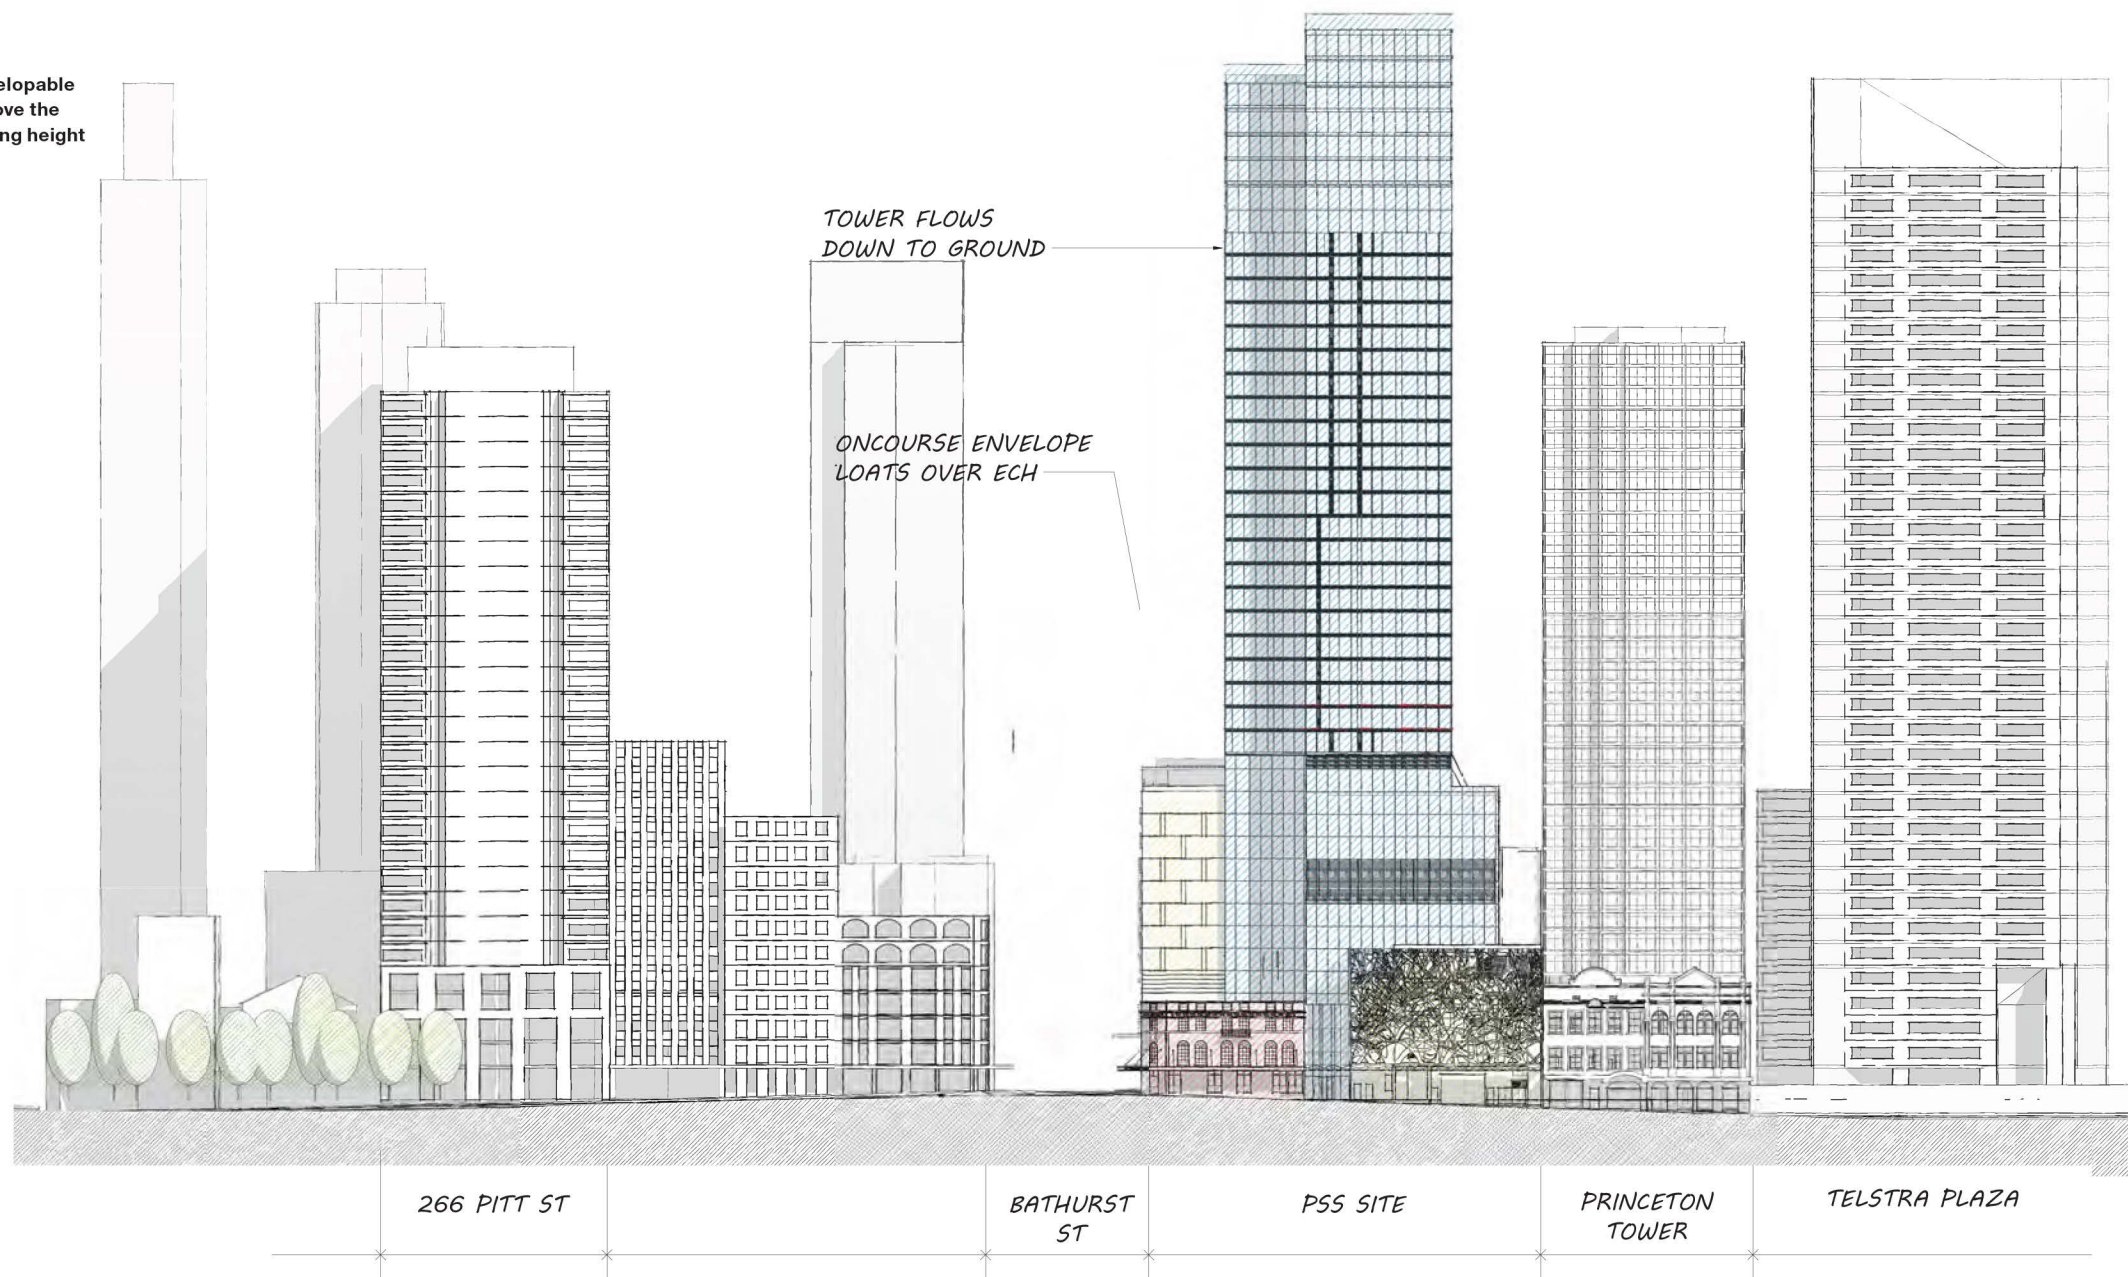 elopable
ove the
ng height
TOWER FLOWS
DOWN TO GROUND
ONCOURSE ENVELOPE
LOATS OVER ECH
266 PITT ST
BATHURST
ST
PSS SITE
PRINCETON
TOWER
TELSTRA PLAZA